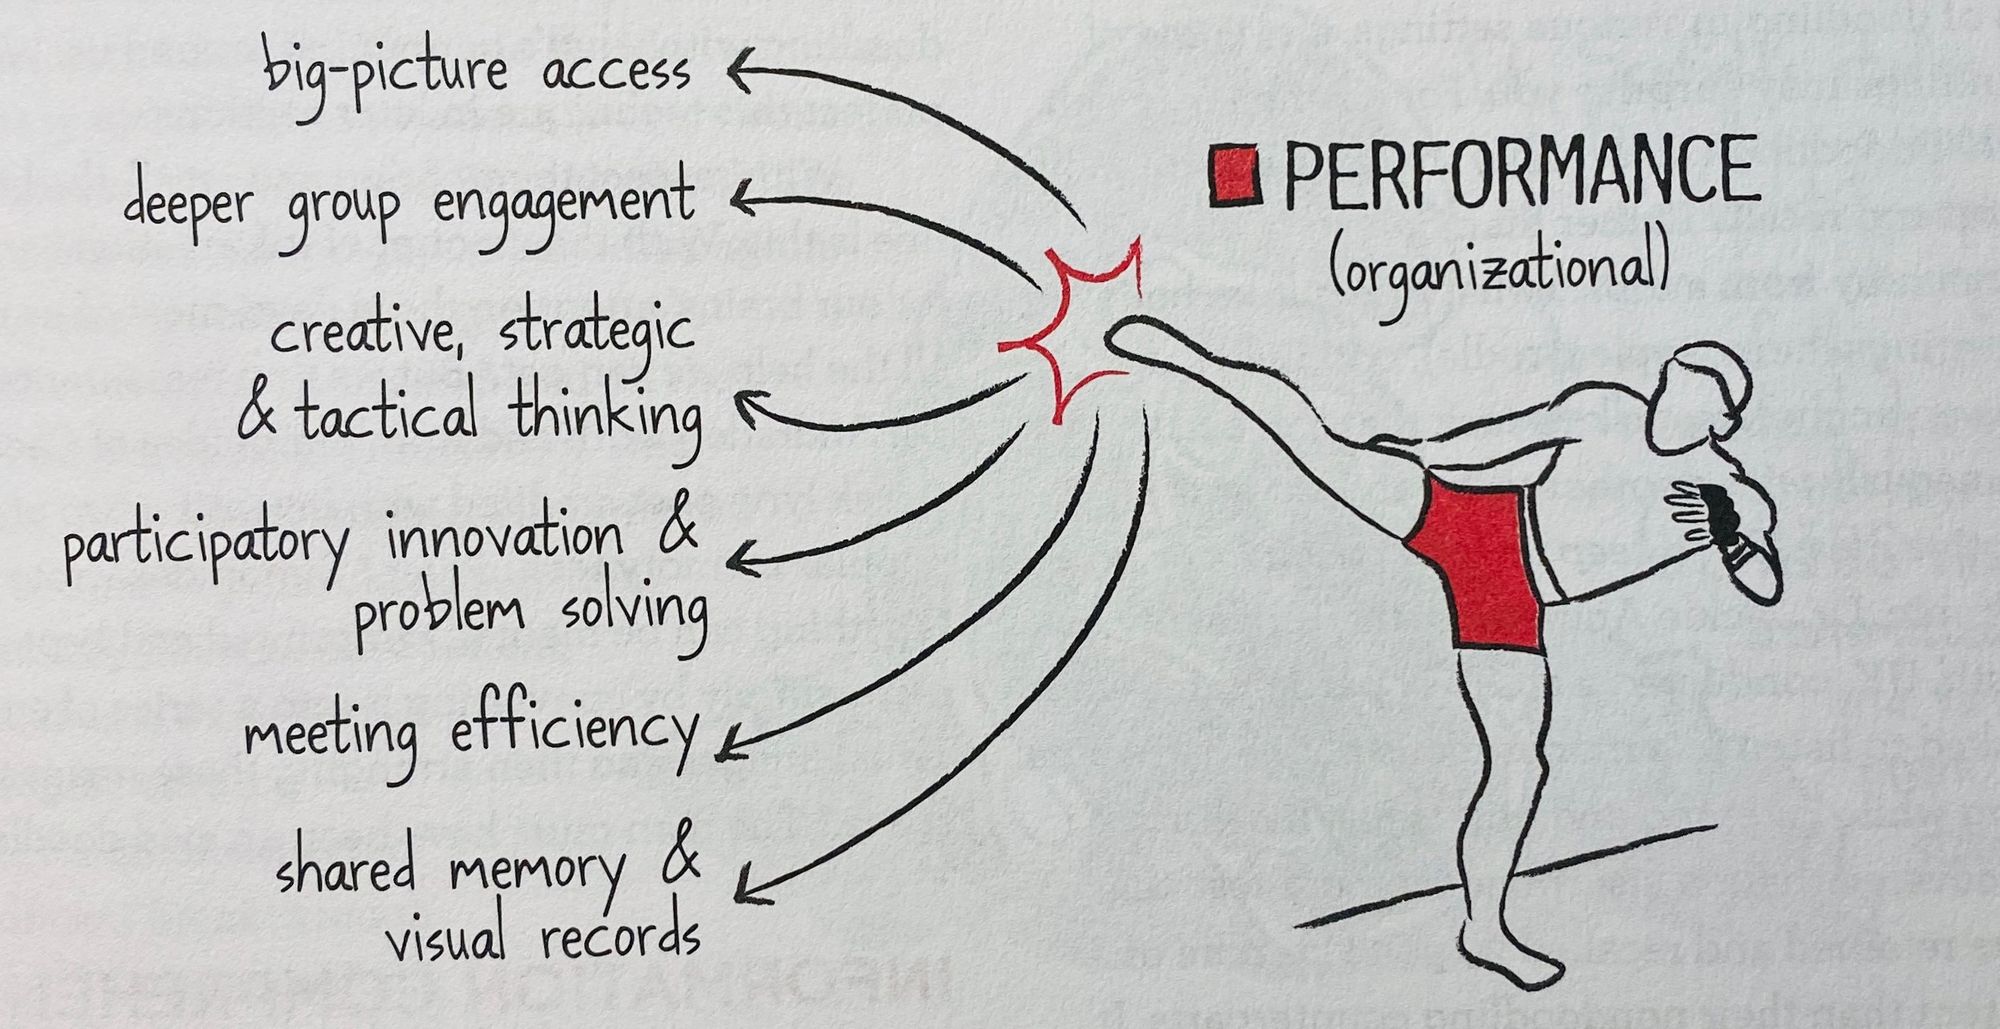 big-picture access
deeper group engagement
creative, strategic
& tactical thinking
participatory innovation &
problem solving
meeting efficiency
shared memory &
visual records
PERFORMANCE
(organizational)